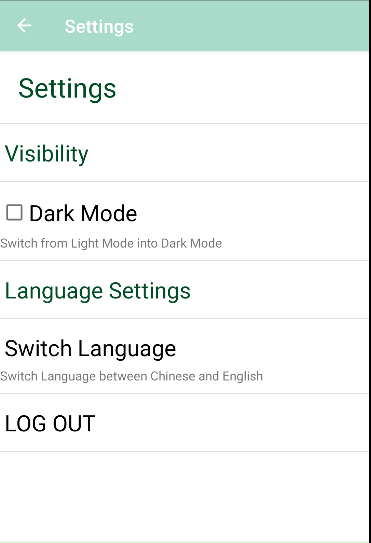 Settings
Settings
Visibility
Dark Mode
Switch from Light Mode into Dark Mode
Language Settings
Switch Language
Switch Language between Chinese and English
LOG OUT